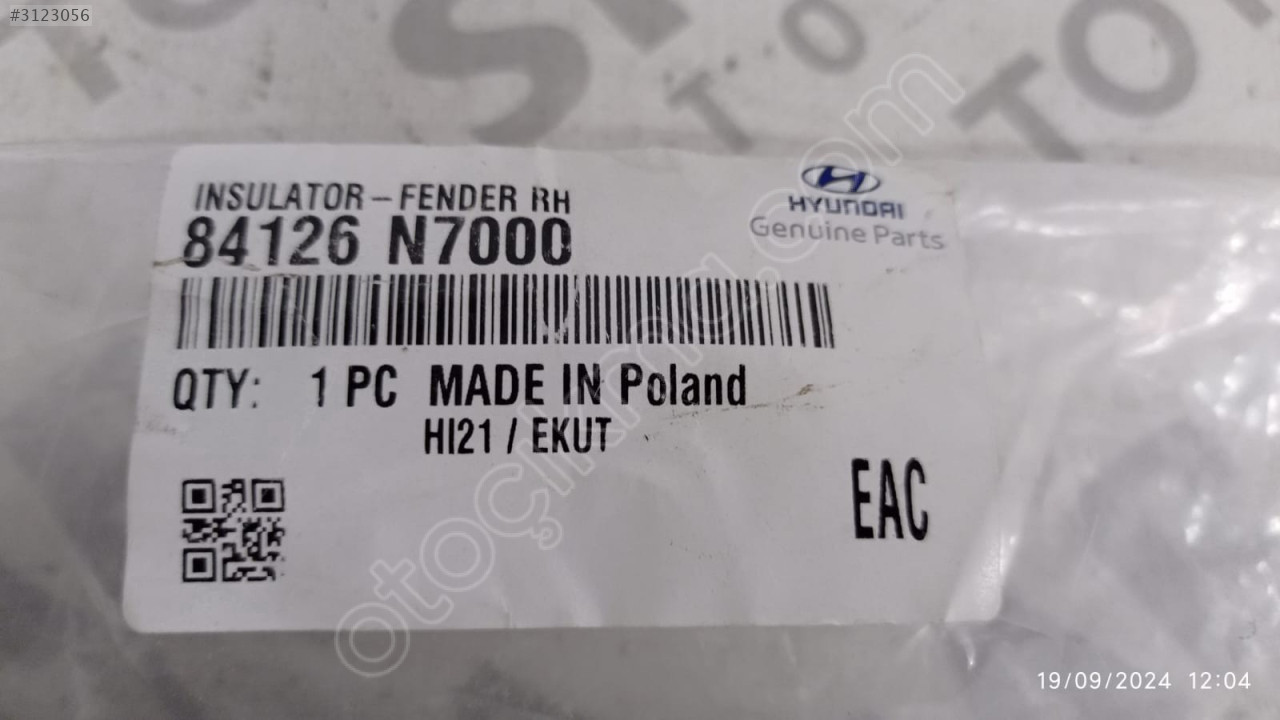 #3123056
INSULATOR-FENDER RH
84126 N7000
HYUNDAI
Genuine Parts
QTY: 1 PC MADE IN Poland
HI21 / EKUT
EAC
otoçıkma.com
19/09/2024 12:04